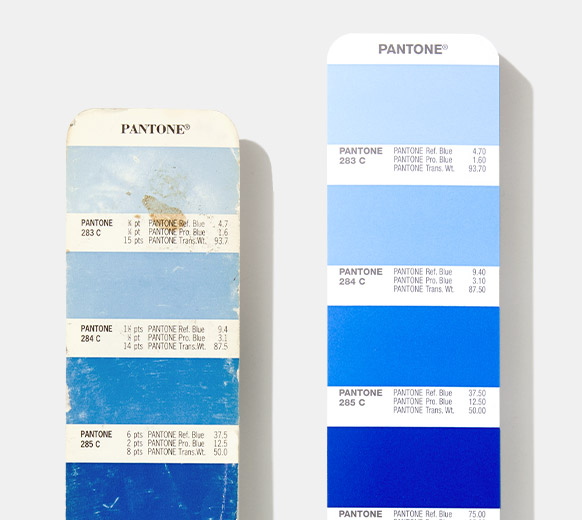 PANTONE®
PANTONE ¼ pt PANTONE Ref. Blue 4.7
283 C PANTONE Pro. Blue 1.6
15 pts PANTONE Trans.Wt. 93.7
PANTONE 1½ pts PANTONE Ref. Blue 9.4
284 C ½ pt PANTONE Pro. Blue 3.1
14 pts PANTONE Trans.Wt. 87.5
PANTONE 6 pts PANTONE Ref. Blue 37.5
285 C 2 pts PANTONE Pro. Blue 12.5
8 pts PANTONE Trans.Wt. 50.0
PANTONE®
PANTONE PANTONE Ref. Blue 4.70
283 C PANTONE Pro. Blue 1.60
PANTONE Trans. Wt. 93.70
PANTONE PANTONE Ref. Blue 9.40
284 C PANTONE Pro. Blue 3.10
PANTONE Trans. Wt. 87.50
PANTONE PANTONE Ref. Blue 37.50
285 C PANTONE Pro. Blue 12.50
PANTONE Trans. Wt. 50.00
PANTONE PANTONE Ref. Blue 75.00